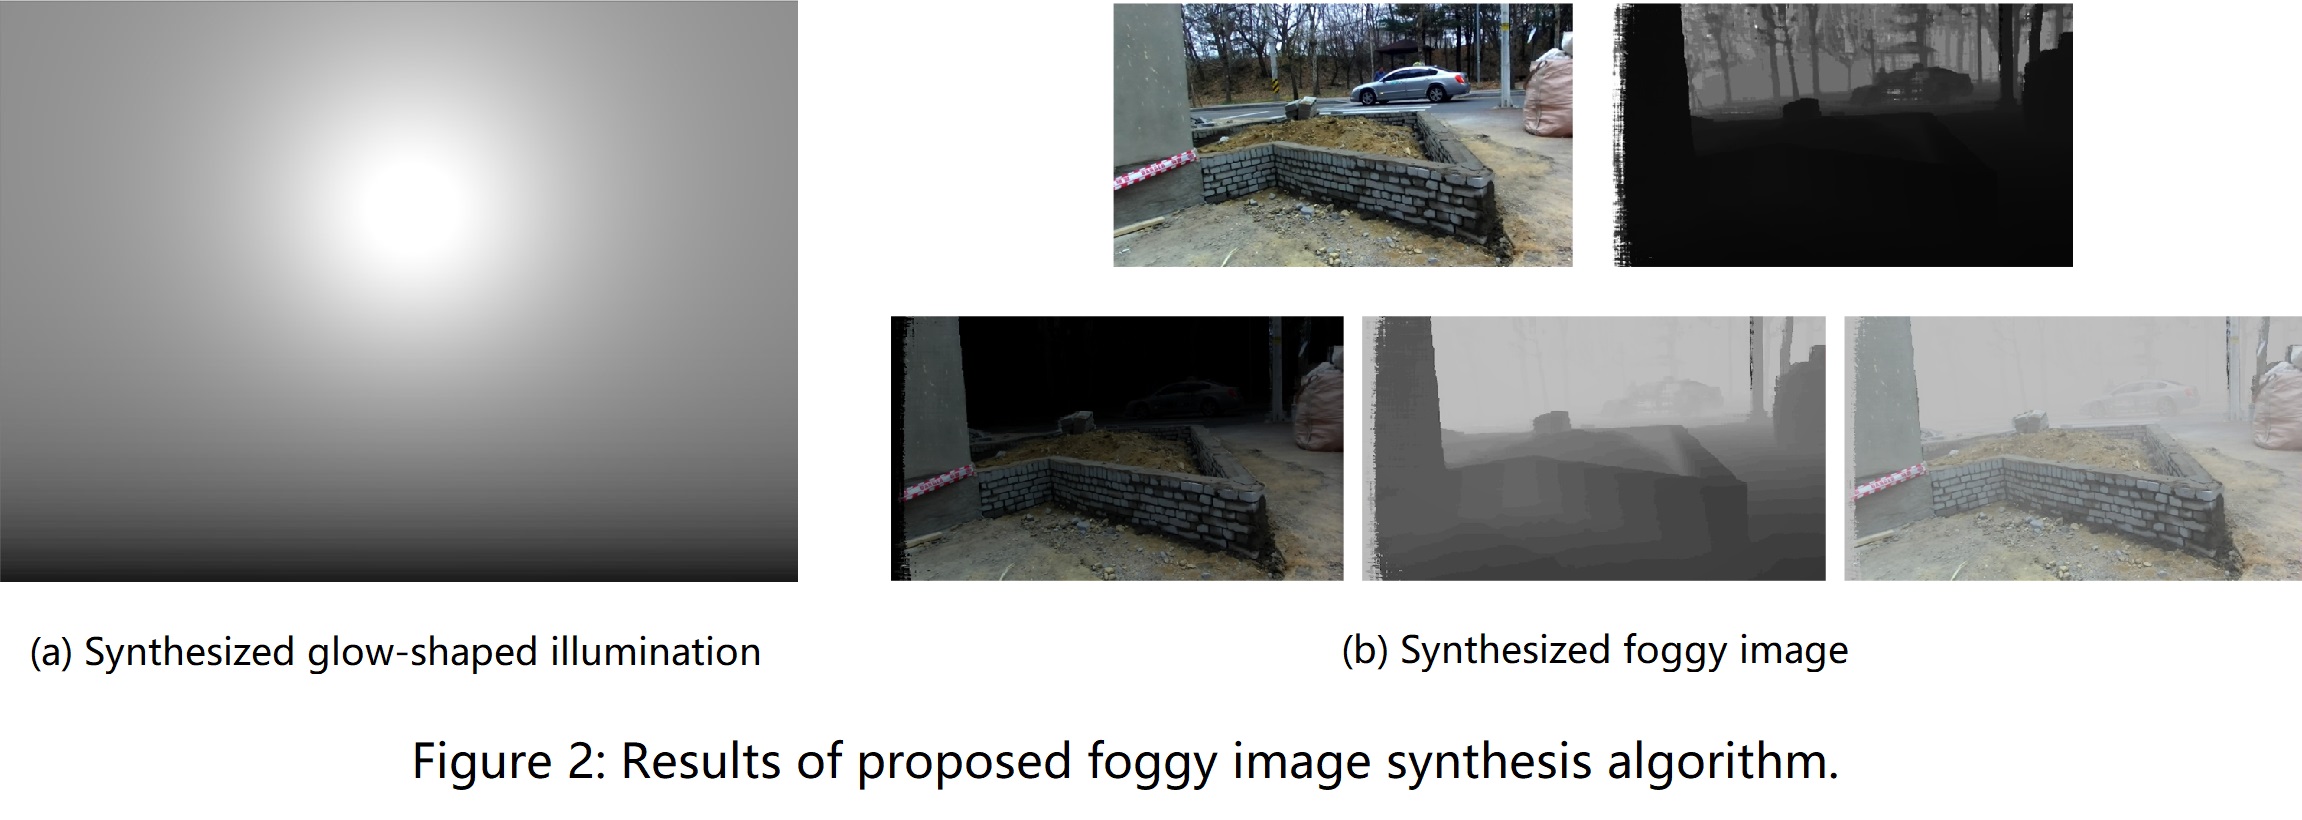 (a) Synthesized glow-shaped illumination
(b) Synthesized foggy image
Figure 2: Results of proposed foggy image synthesis algorithm.